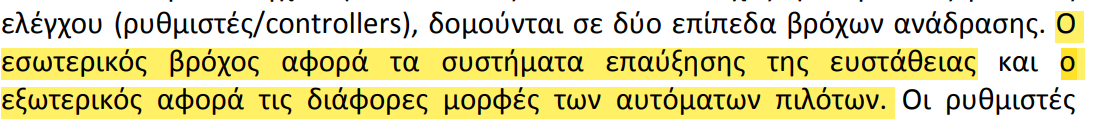 ελέγχου (ρυθμιστές/controllers), δομούνται σε δύο επίπεδα βρόχων ανάδρασης. Ο
εσωτερικός βρόχος αφορά τα συστήματα επαύξησης της ευστάθειας και ο
εξωτερικός αφορά τις διάφορες μορφές των αυτόματων πιλότων. Οι ρυθμιστές